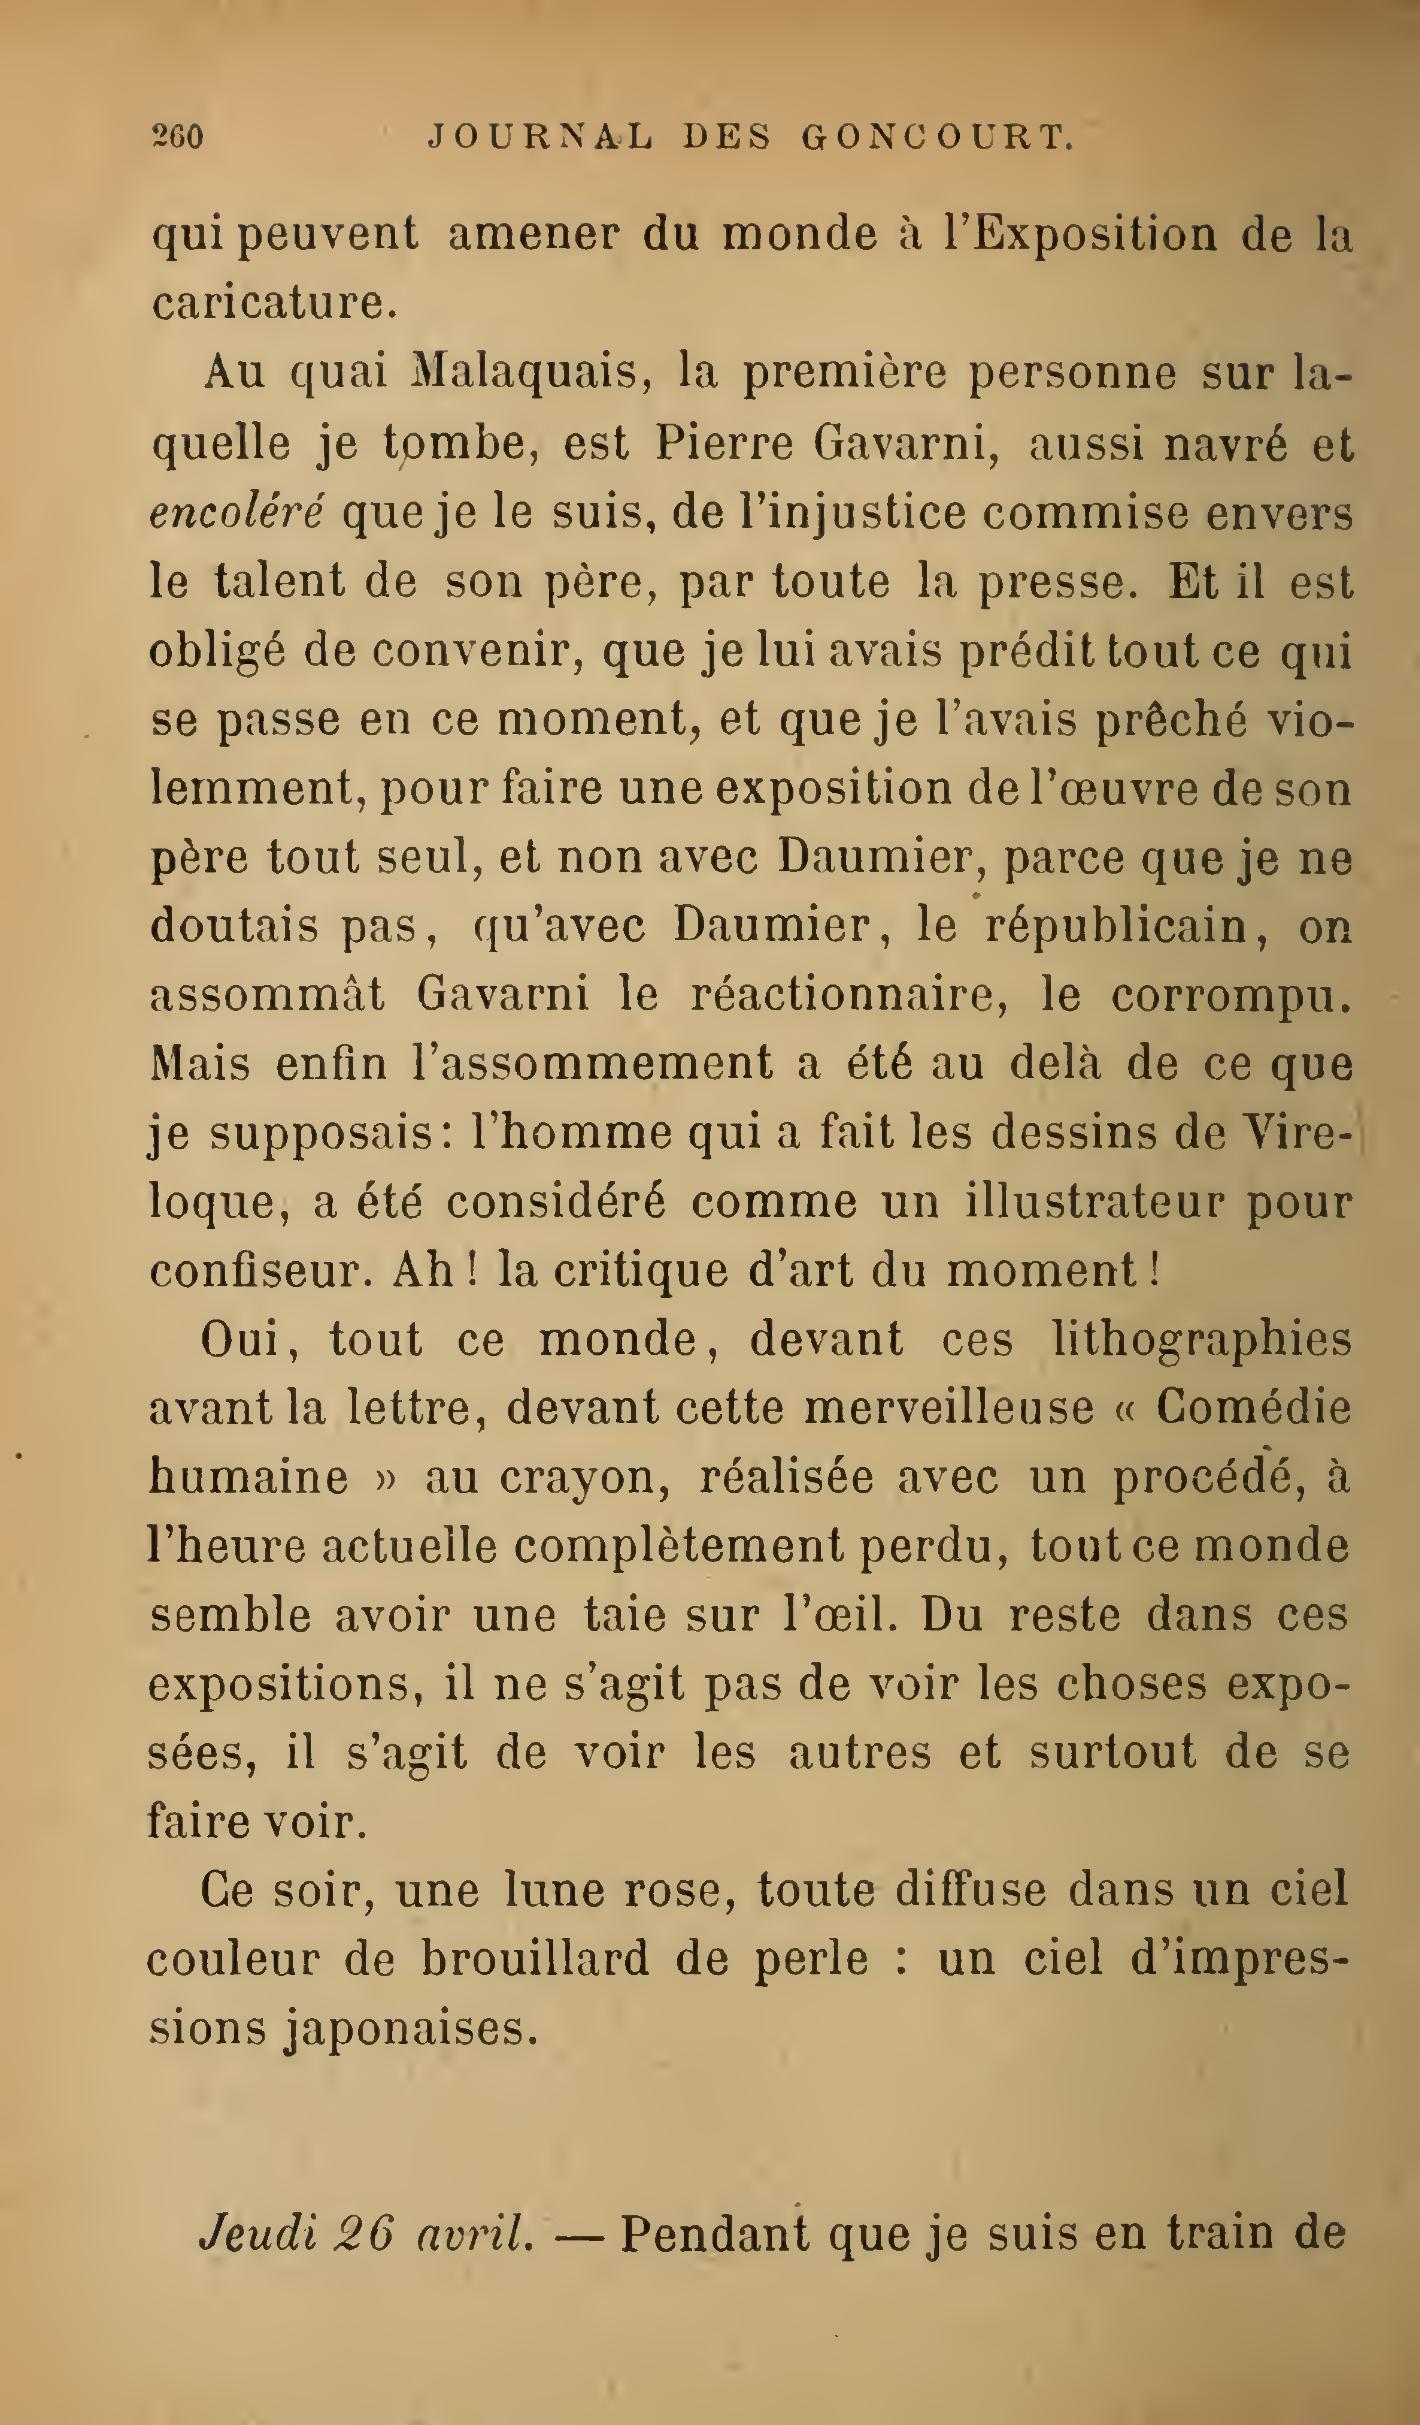 260 JOURNAL DES GONCOURT.
qui peuvent amener du monde à l'Exposition de la
caricature.
Au quai Malaquais, la première personne sur la-
quelle je tombe, est Pierre Gavarni, aussi navré et
encoléré que je le suis, de l'injustice commise envers
le talent de son père, par toute la presse. Et il est
obligé de convenir, que je lui avais prédit tout ce qui
se passe en ce moment, et que je l'avais prêché vio-
lemment, pour faire une exposition de l'œuvre de son
père tout seul, et non avec Daumier, parce que je ne
doutais pas, qu'avec Daumier, le républicain, on
assommât Gavarni le réactionnaire, le corrompu.
Mais enfin l'assommement a été au delà de ce que
je supposais: l'homme qui a fait les dessins de Vire-
loque, a été considéré comme un illustrateur pour
confiseur. Ah ! la critique d'art du moment !
Oui, tout ce monde, devant ces lithographies
avant la lettre, devant cette merveilleuse « Comédie
humaine » au crayon, réalisée avec un procédé, à
l'heure actuelle complètement perdu, tout ce monde
semble avoir une taie sur l'œil. Du reste dans ces
expositions, il ne s'agit pas de voir les choses expo-
sées, il s'agit de voir les autres et surtout de se
faire voir.
Ce soir, une lune rose, toute diffuse dans un ciel
couleur de brouillard de perle : un ciel d'impres-
sions japonaises.
Jeudi 26 avril. — Pendant que je suis en train de